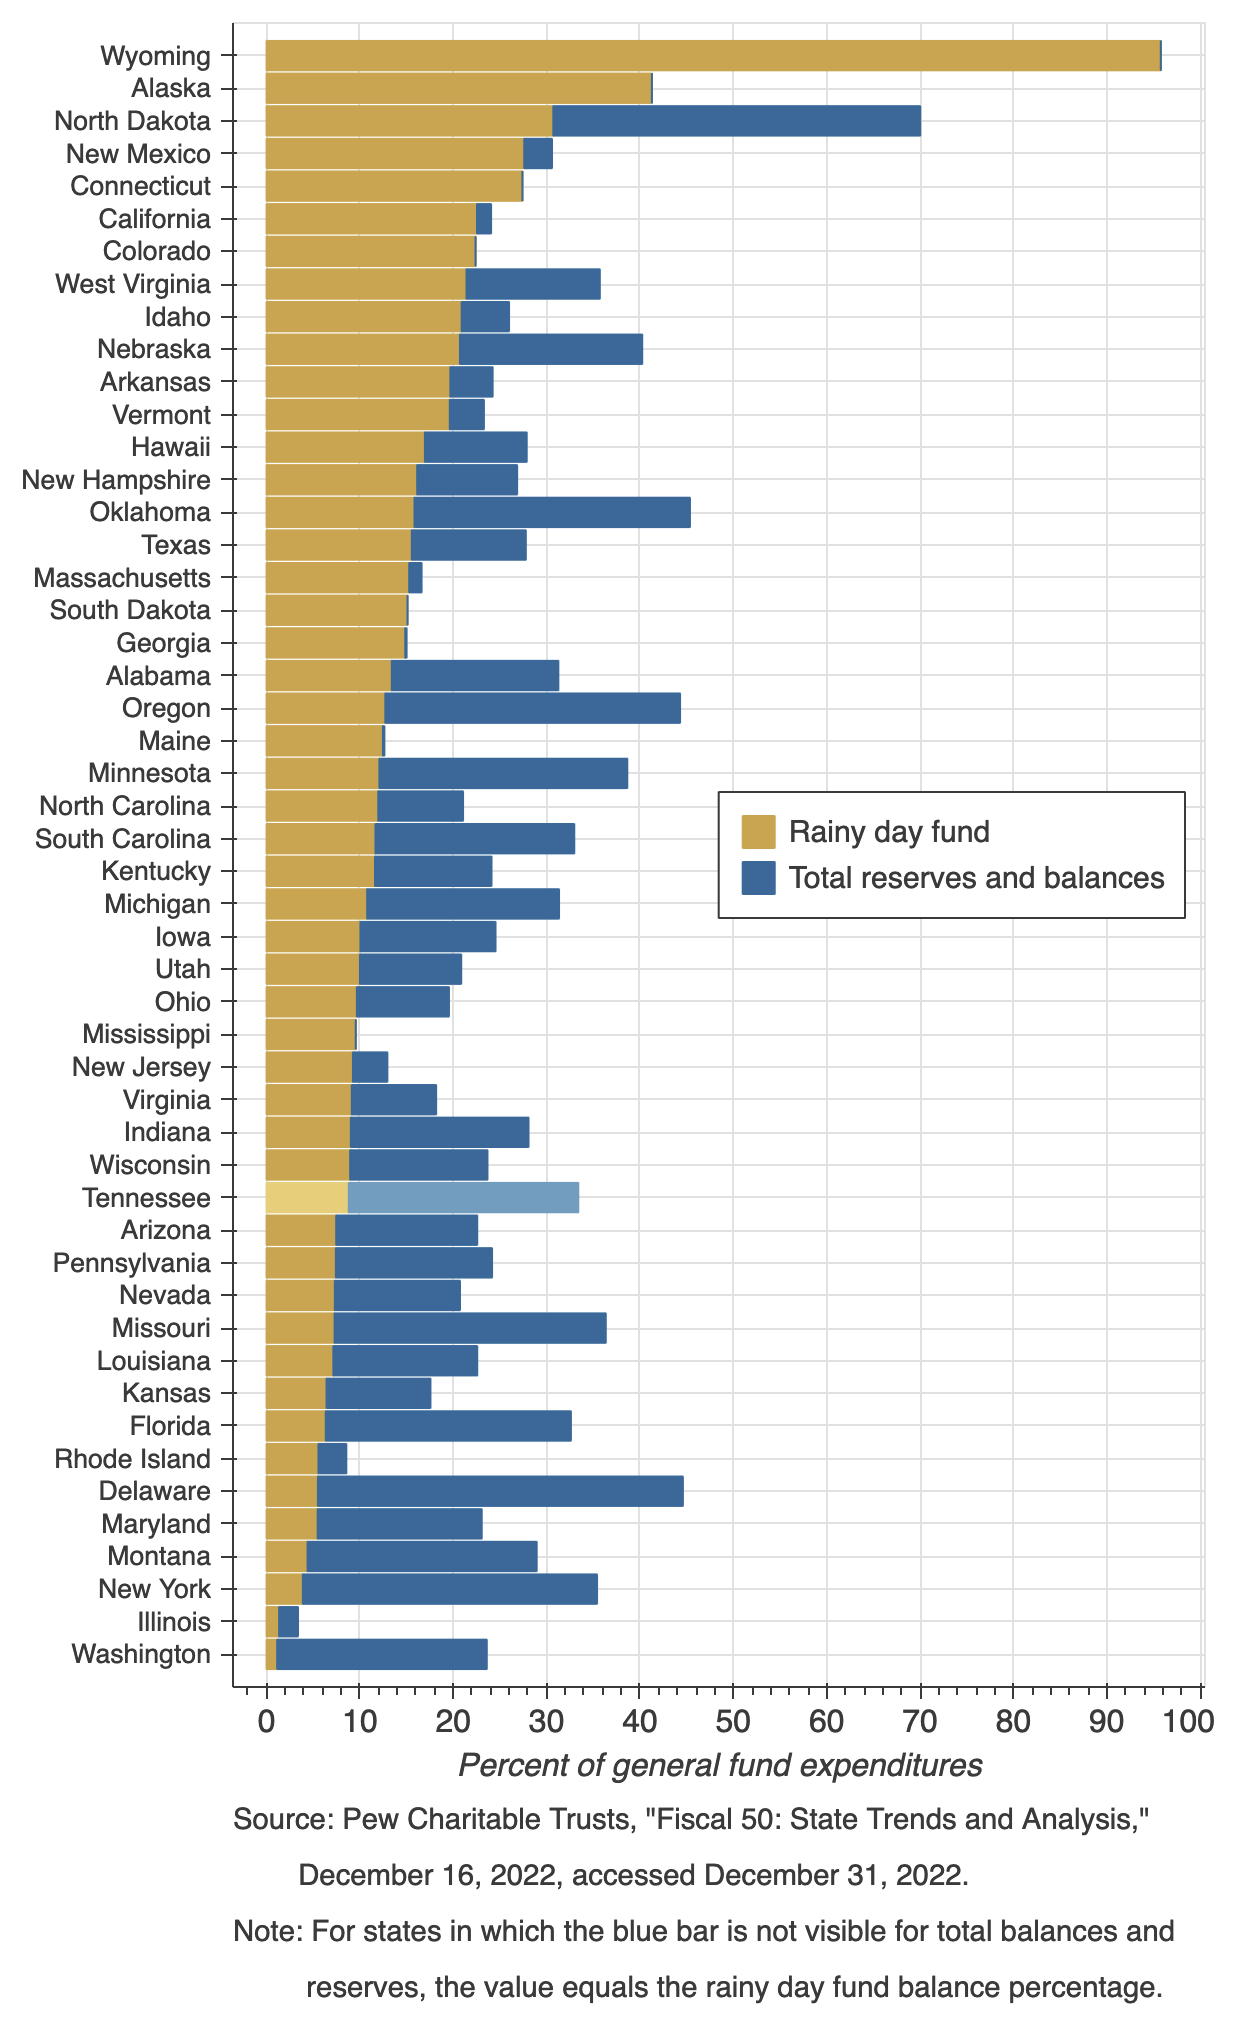 Wyoming
Alaska
North Dakota
New Mexico
Connecticut
California
Colorado
West Virginia
Idaho
Nebraska
Arkansas
Vermont
Hawaii
New Hampshire
Oklahoma
Texas
Massachusetts
South Dakota
Georgia
Alabama
Oregon
Maine
Minnesota
North Carolina
South Carolina
Kentucky
Michigan
Iowa
Utah
Ohio
Mississippi
New Jersey
Virginia
Indiana
Wisconsin
Tennessee
Arizona
Pennsylvania
Nevada
Missouri
Louisiana
Kansas
Florida
Rhode Island
Delaware
Maryland
Montana
New York
Illinois
Washington
Rainy day fund
Total reserves and balances
0 10 20 30 40 50 60 70 80 90 100
Percent of general fund expenditures
Source: Pew Charitable Trusts, "Fiscal 50: State Trends and Analysis,"
December 16, 2022, accessed December 31, 2022.
Note: For states in which the blue bar is not visible for total balances and
reserves, the value equals the rainy day fund balance percentage.